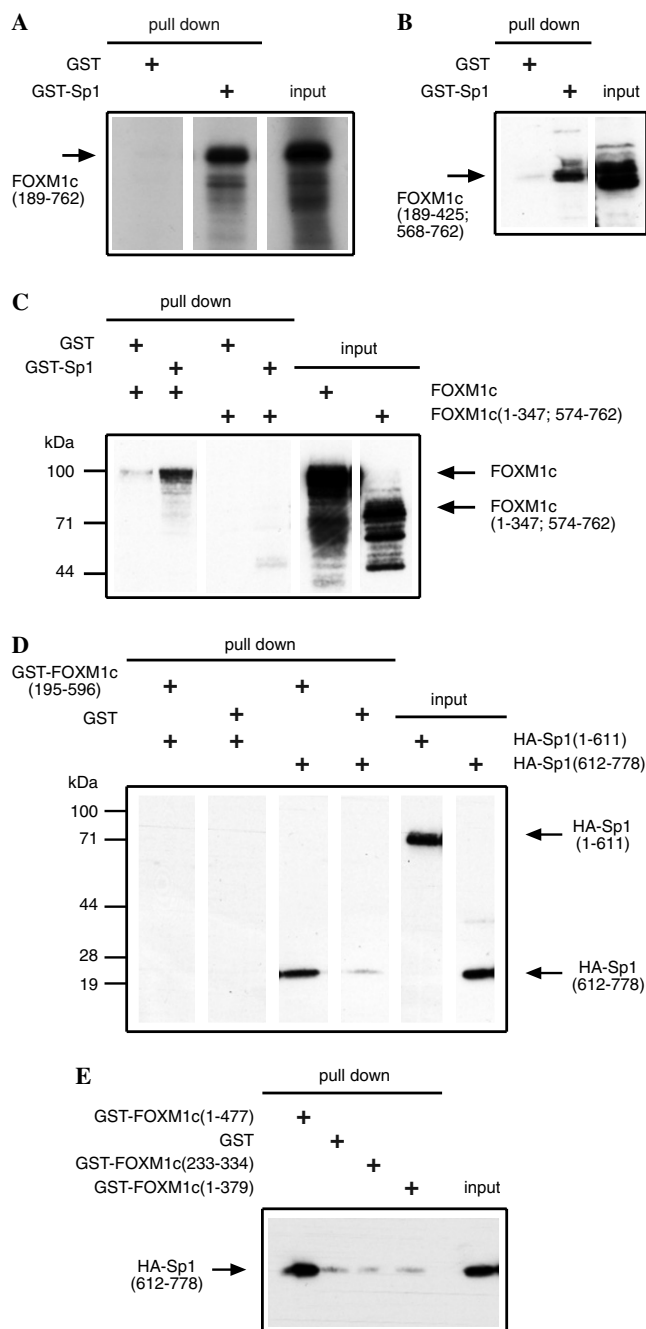 A
pull down
GST +
GST-Sp1 + input
FOXM1c
(189-762)
B
pull down
GST +
GST-Sp1 + input
FOXM1c
(189-425;
568-762)
C
pull down
GST + +
input
GST-Sp1 + +
+ + + FOXM1c
+ + + FOXM1c(1-347; 574-762)
kDa
100
71
44
FOXM1c
FOXM1c
(1-347; 574-762)
D
pull down
GST-FOXM1c
(195-596)
+ +
input
GST + +
+ + + HA-Sp1(1-611)
+ + + HA-Sp1(612-778)
kDa
100
71
44
28
19
HA-Sp1
(1-611)
HA-Sp1
(612-778)
E
pull down
GST-FOXM1c(1-477) +
GST +
GST-FOXM1c(233-334) +
GST-FOXM1c(1-379) + input
HA-Sp1
(612-778)